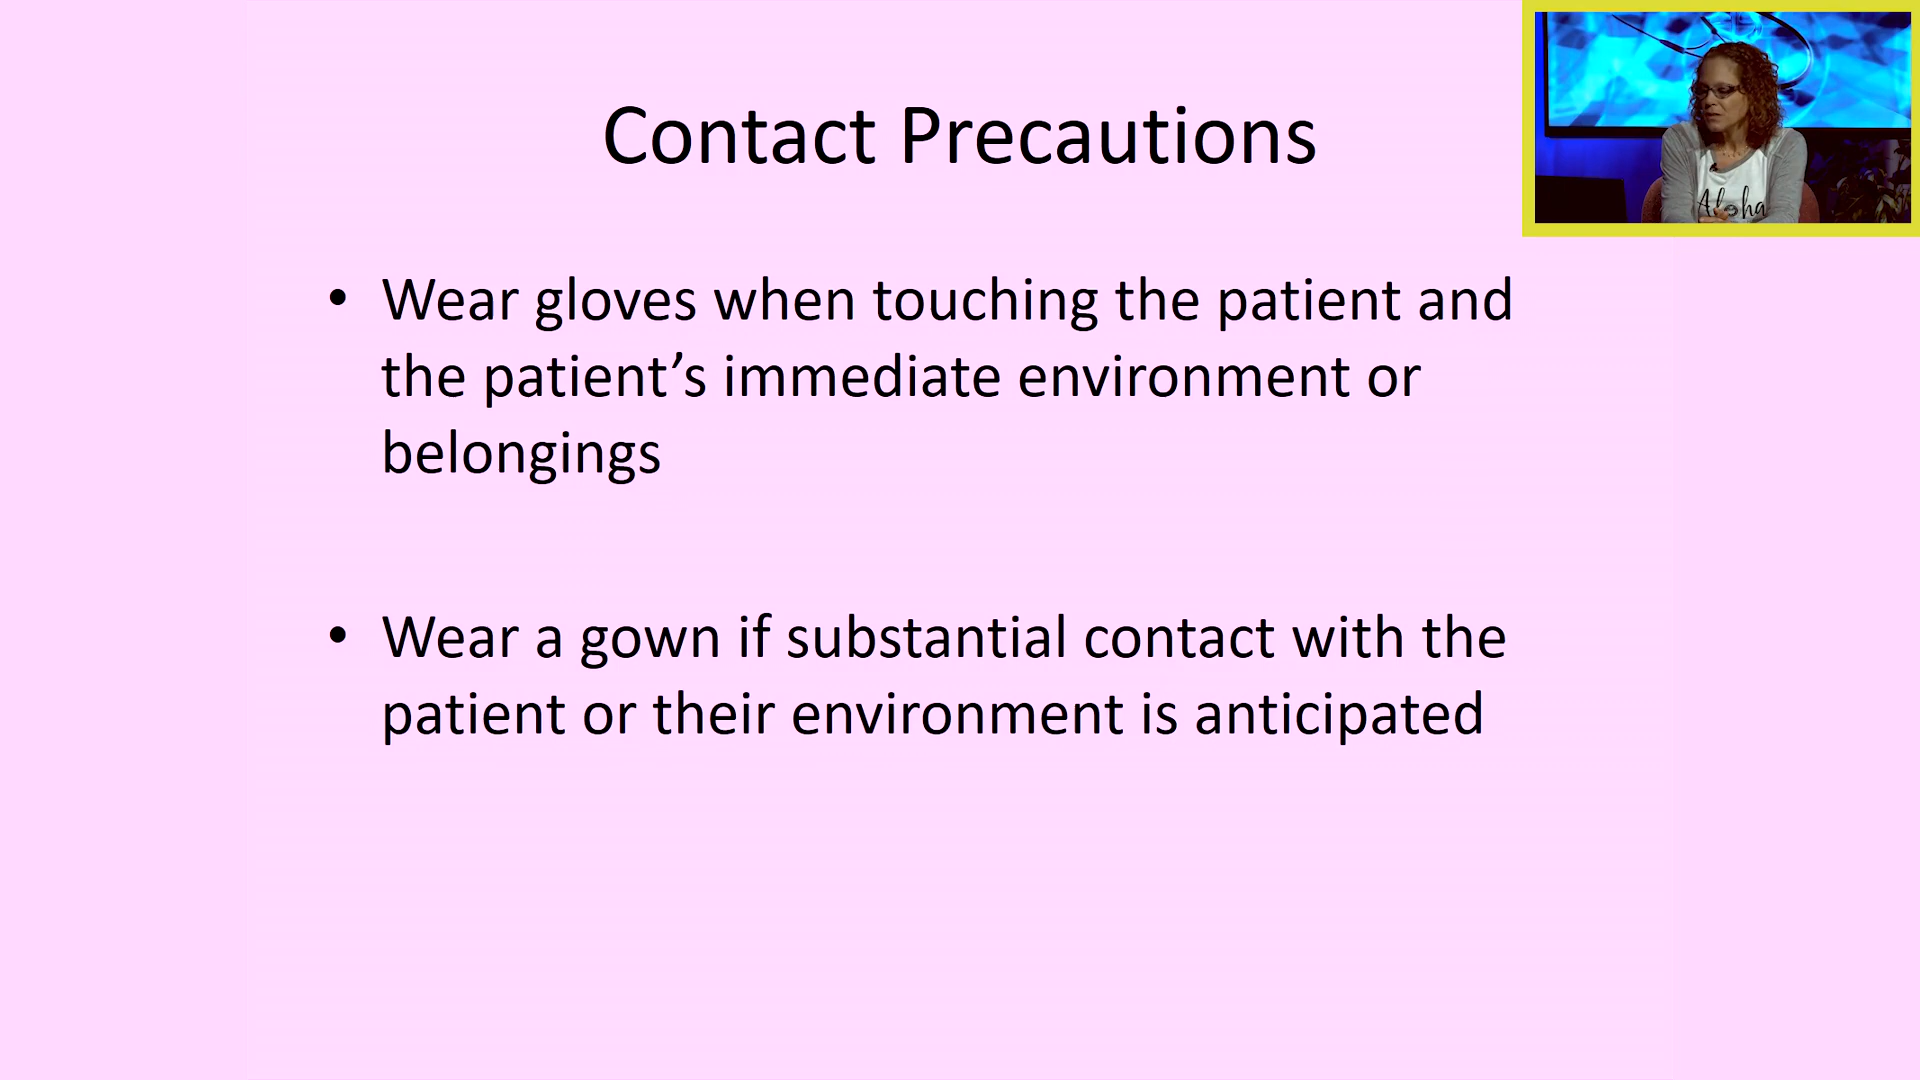 Contact Precautions
• Wear gloves when touching the patient and
the patient’s immediate environment or
belongings
• Wear a gown if substantial contact with the
patient or their environment is anticipated
Aloha